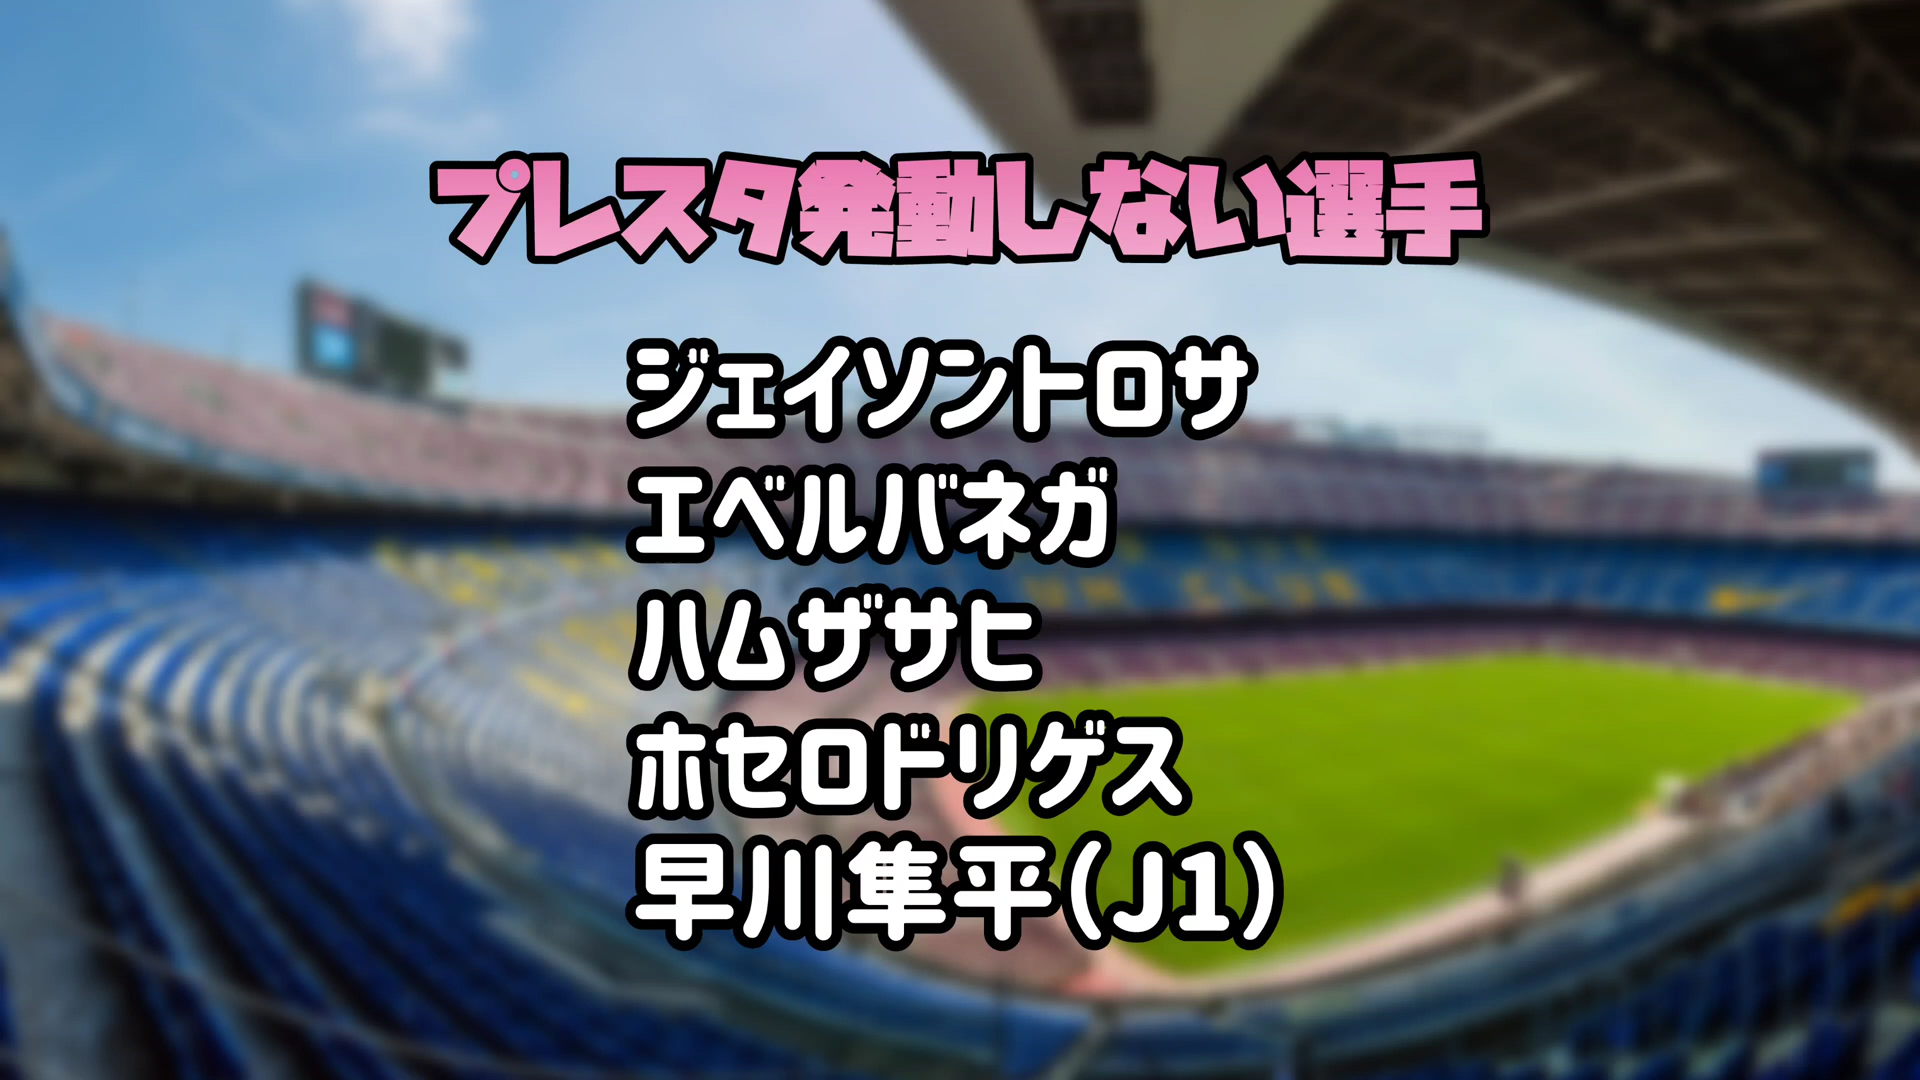 プレスタ発動しない選手
ジェイソントロサ
エベルバネガ
ハムザサヒ
ホセロドリゲス
早川隼平(J1)